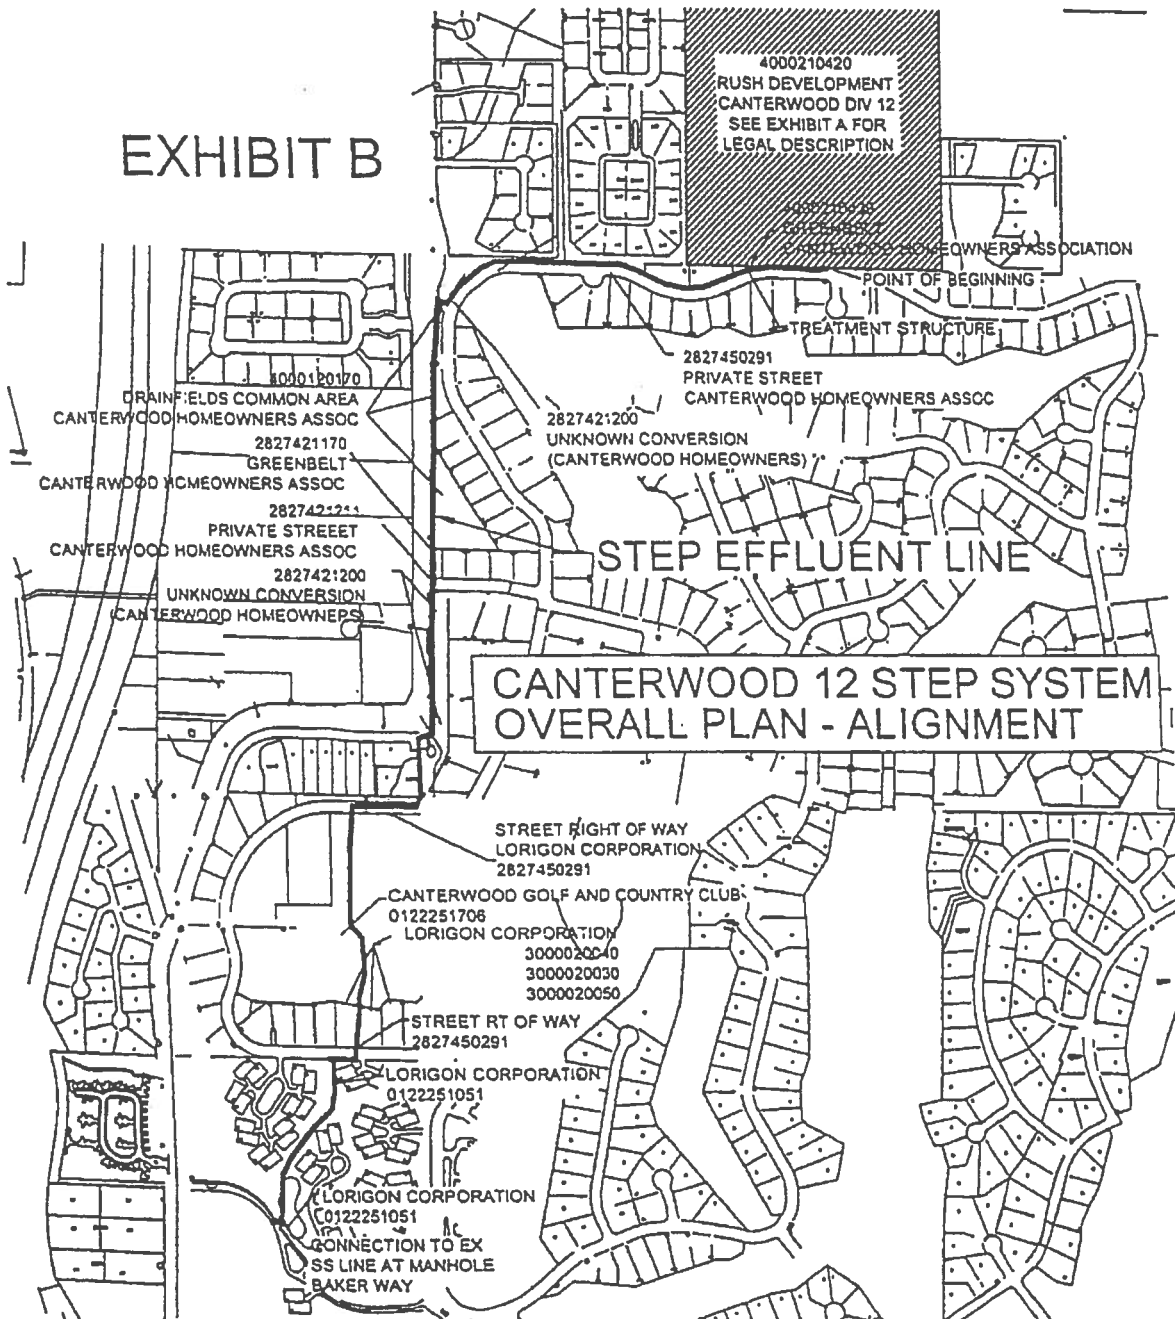 EXHIBIT B
4000210420
RUSH DEVELOPMENT
CANTERWOOD DIV 12
SEE EXHIBIT A FOR
LEGAL DESCRIPTION
GREENBELT
CANTERWOOD HOMEOWNERS ASSOCIATION
POINT OF BEGINNING
TREATMENT STRUCTURE
2827450291
PRIVATE STREET
CANTERWOOD HOMEOWNERS ASSOC
4000120170
DRAINFIELDS COMMON AREA
CANTERWOOD HOMEOWNERS ASSOC
2827421170
GREENBELT
CANTERWOOD HOMEOWNERS ASSOC
2827421211
PRIVATE STREEET
CANTERWOOD HOMEOWNERS ASSOC
2827421200
UNKNOWN CONVERSION
(CANTERWOOD HOMEOWNERS)
2827421200
UNKNOWN CONVERSION
(CANTERWOOD HOMEOWNERS)
STEP EFFLUENT LINE
CANTERWOOD 12 STEP SYSTEM
OVERALL PLAN - ALIGNMENT
STREET RIGHT OF WAY
LORIGON CORPORATION
2827450291
CANTERWOOD GOLF AND COUNTRY CLUB
0122251706
LORIGON CORPORATION
3000020040
3000020030
3000020050
STREET RT OF WAY
2827450291
LORIGON CORPORATION
0122251051
LORIGON CORPORATION
0122251051
CONNECTION TO EX
SS LINE AT MANHOLE
BAKER WAY